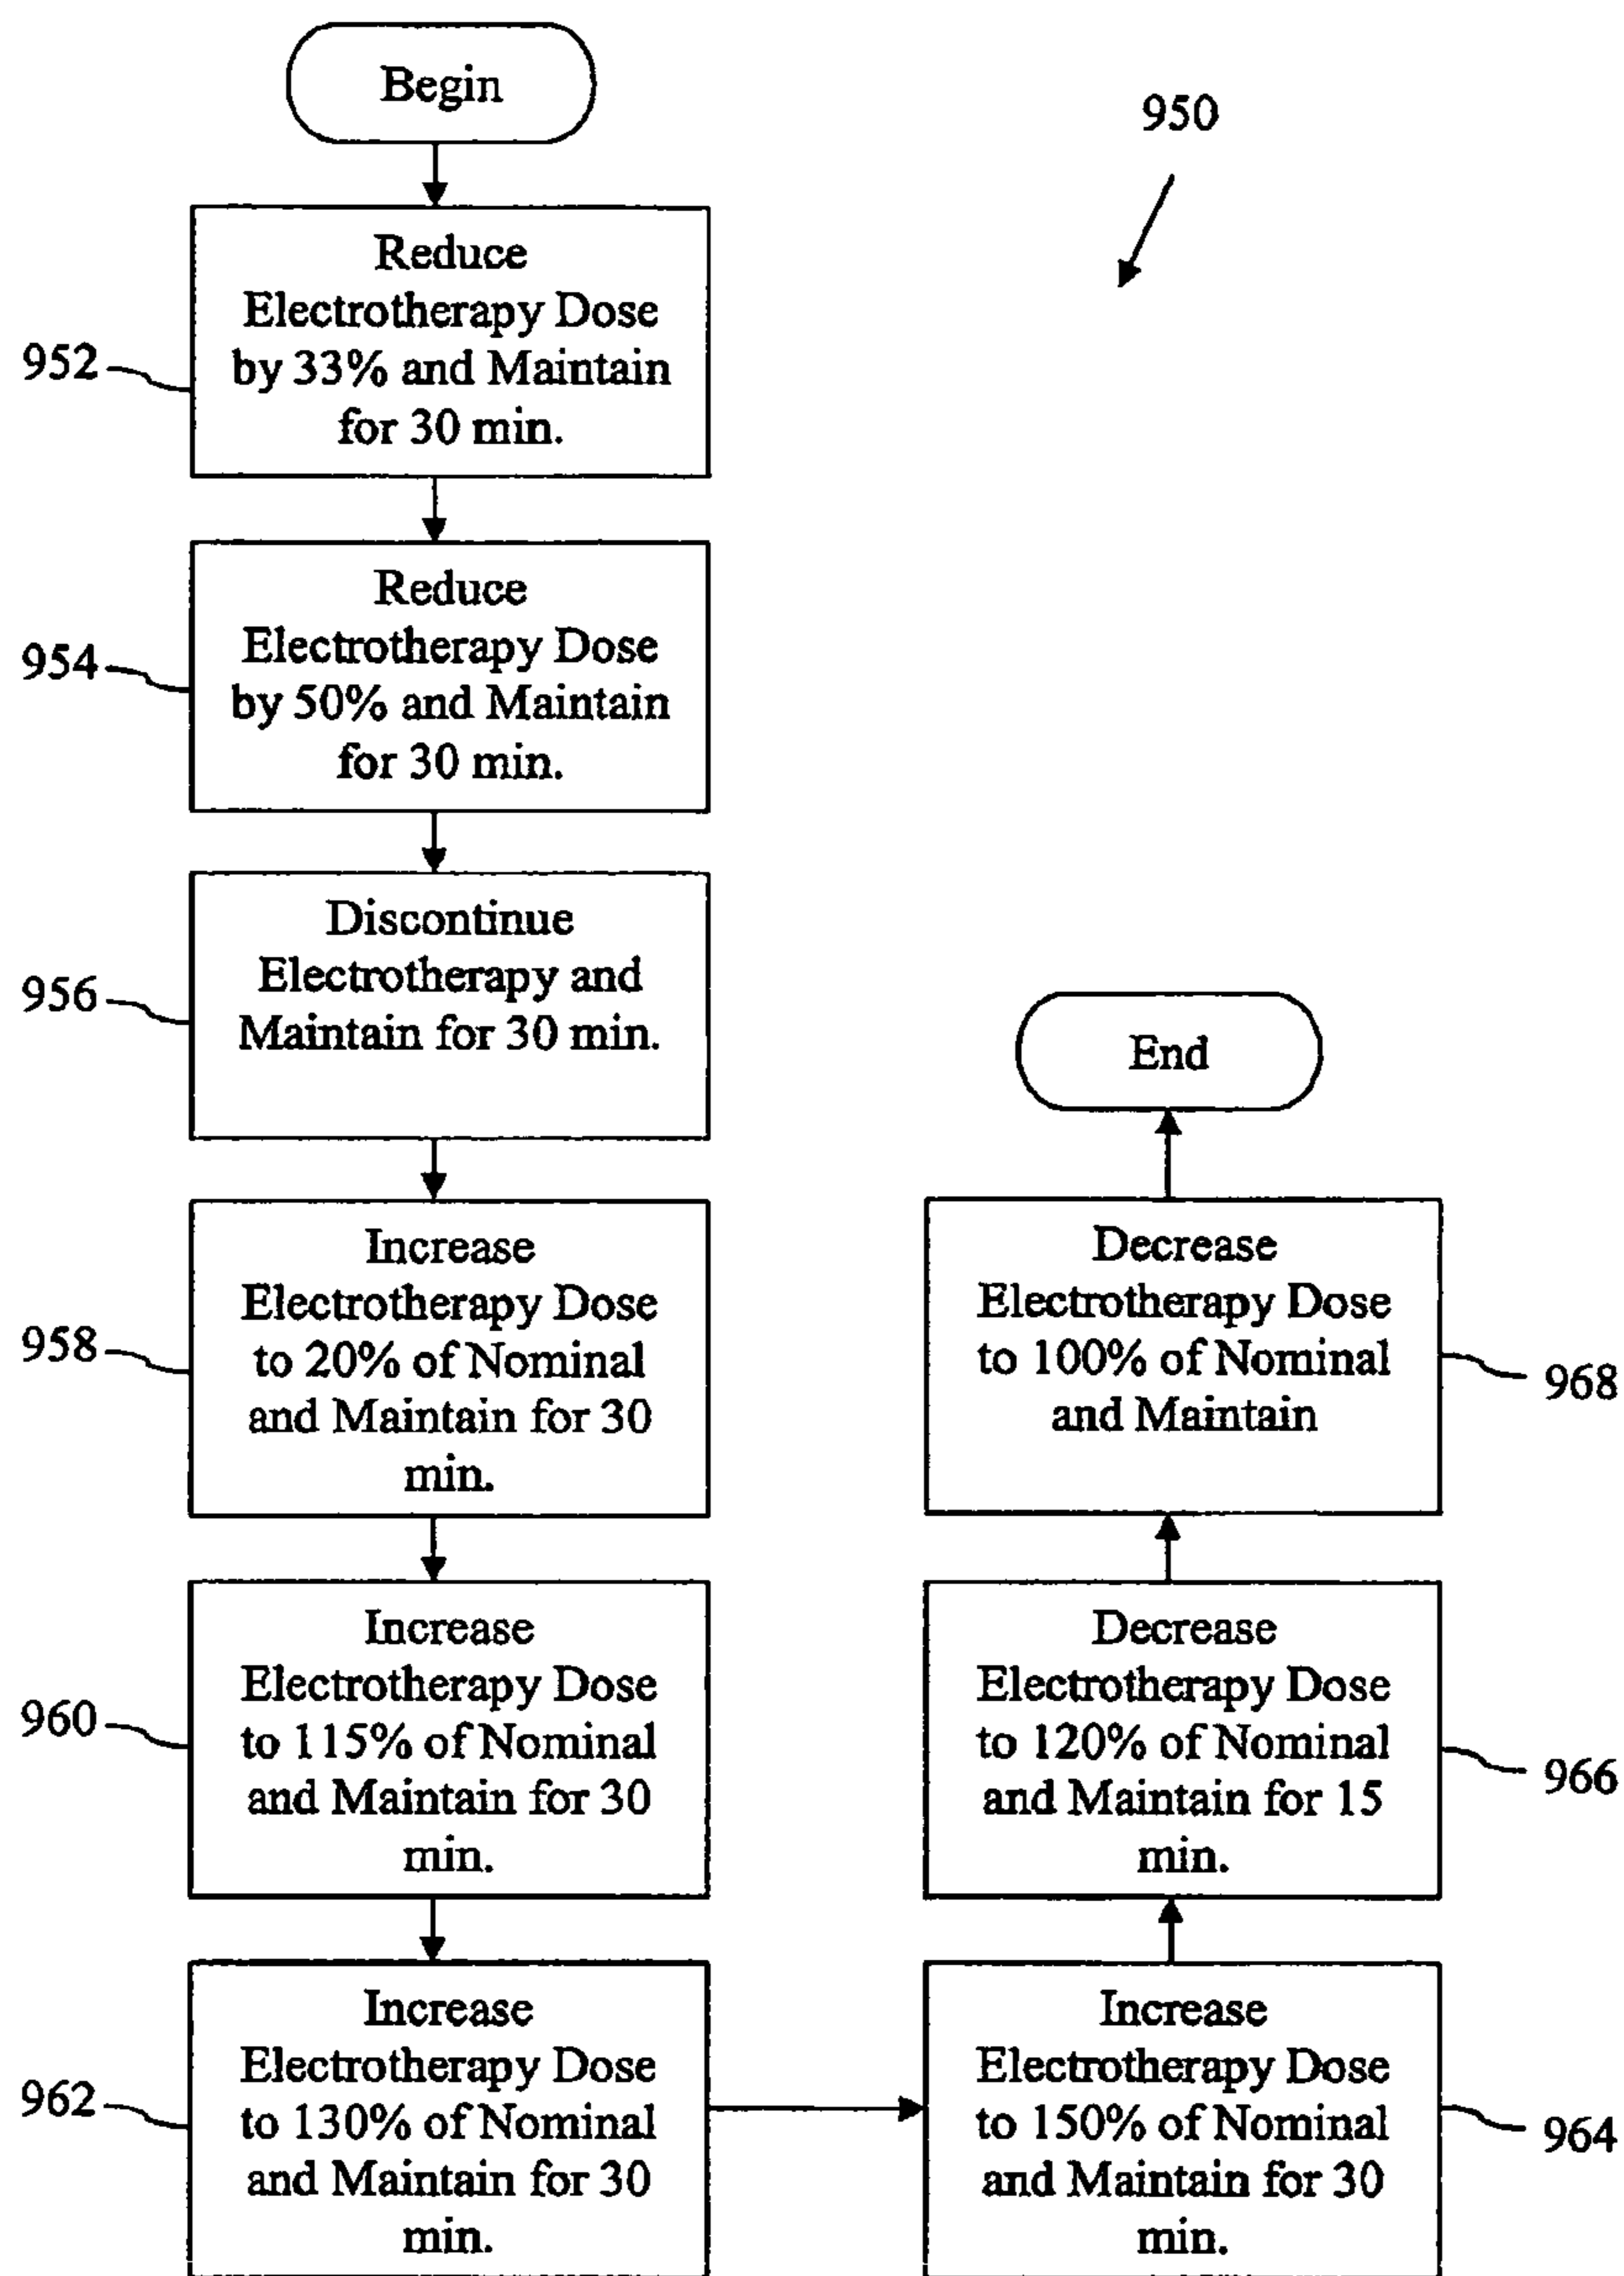 Begin
950
Reduce
Electrotherapy Dose
by 33% and Maintain
for 30 min.
952
Reduce
Electrotherapy Dose
by 50% and Maintain
for 30 min.
954
Discontinue
Electrotherapy and
Maintain for 30 min.
956
Increase
Electrotherapy Dose
to 20% of Nominal
and Maintain for 30
min.
958
Increase
Electrotherapy Dose
to 115% of Nominal
and Maintain for 30
min.
960
Increase
Electrotherapy Dose
to 130% of Nominal
and Maintain for 30
min.
962
Increase
Electrotherapy Dose
to 150% of Nominal
and Maintain for 30
min.
964
Decrease
Electrotherapy Dose
to 120% of Nominal
and Maintain for 15
min.
966
Decrease
Electrotherapy Dose
to 100% of Nominal
and Maintain
968
End